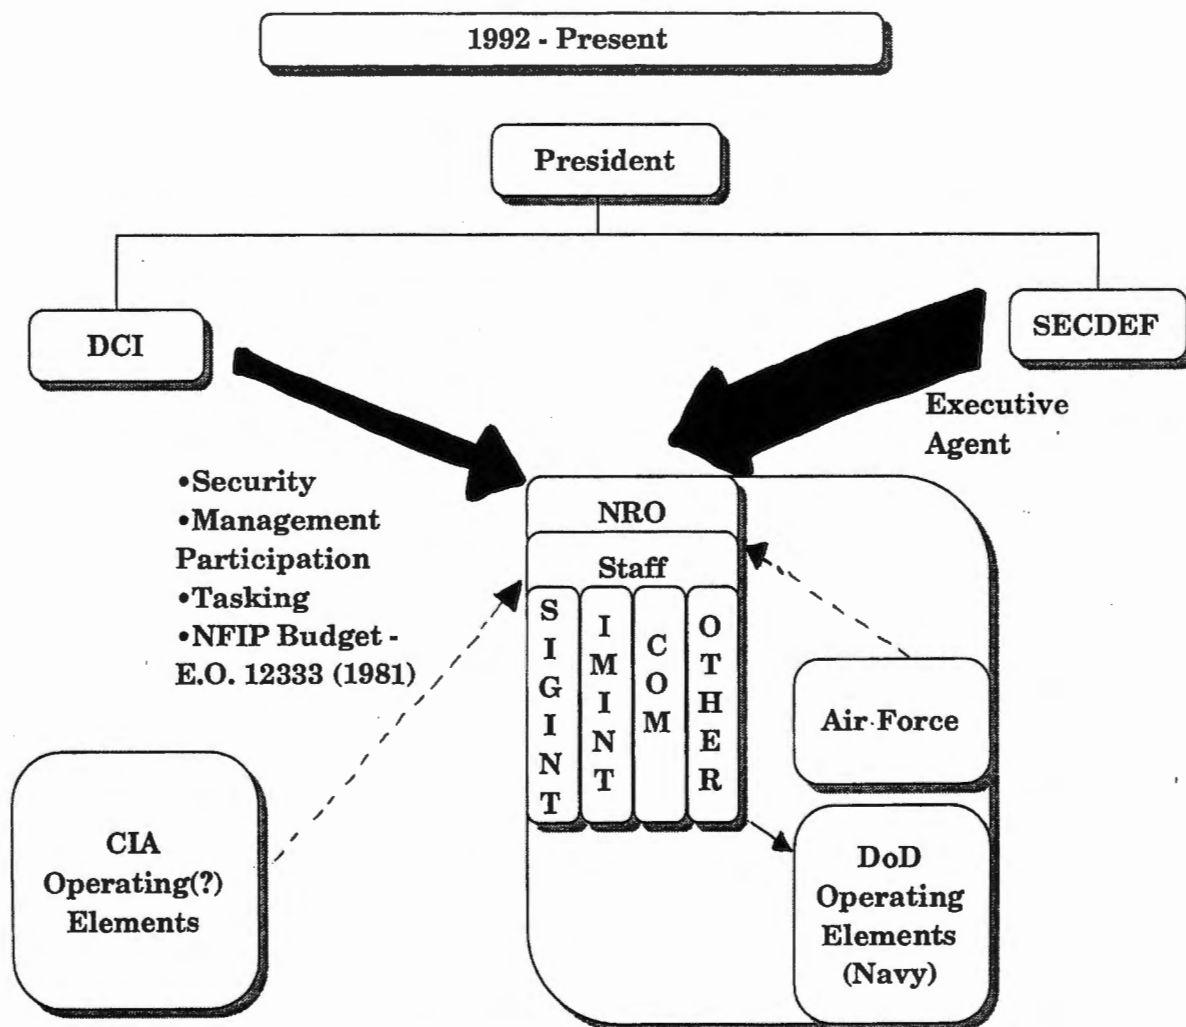 1992 - Present
President
DCI
SECDEF
Executive
Agent
•Security
•Management
Participation
•Tasking
•NFIP Budget -
E.O. 12333 (1981)
NRO
Staff
SIGINT
IMINT
COM
OTHER
Air Force
CIA
Operating(?)
Elements
DoD
Operating
Elements
(Navy)